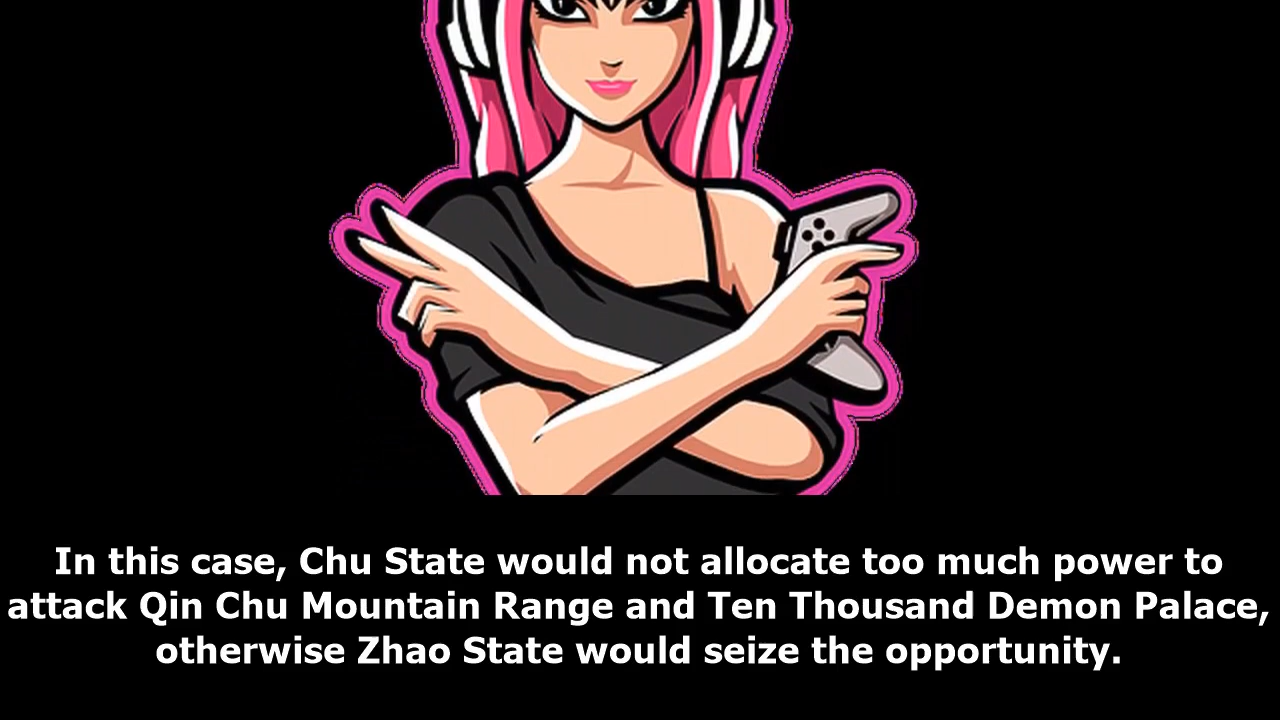 In this case, Chu State would not allocate too much power to
attack Qin Chu Mountain Range and Ten Thousand Demon Palace,
otherwise Zhao State would seize the opportunity.